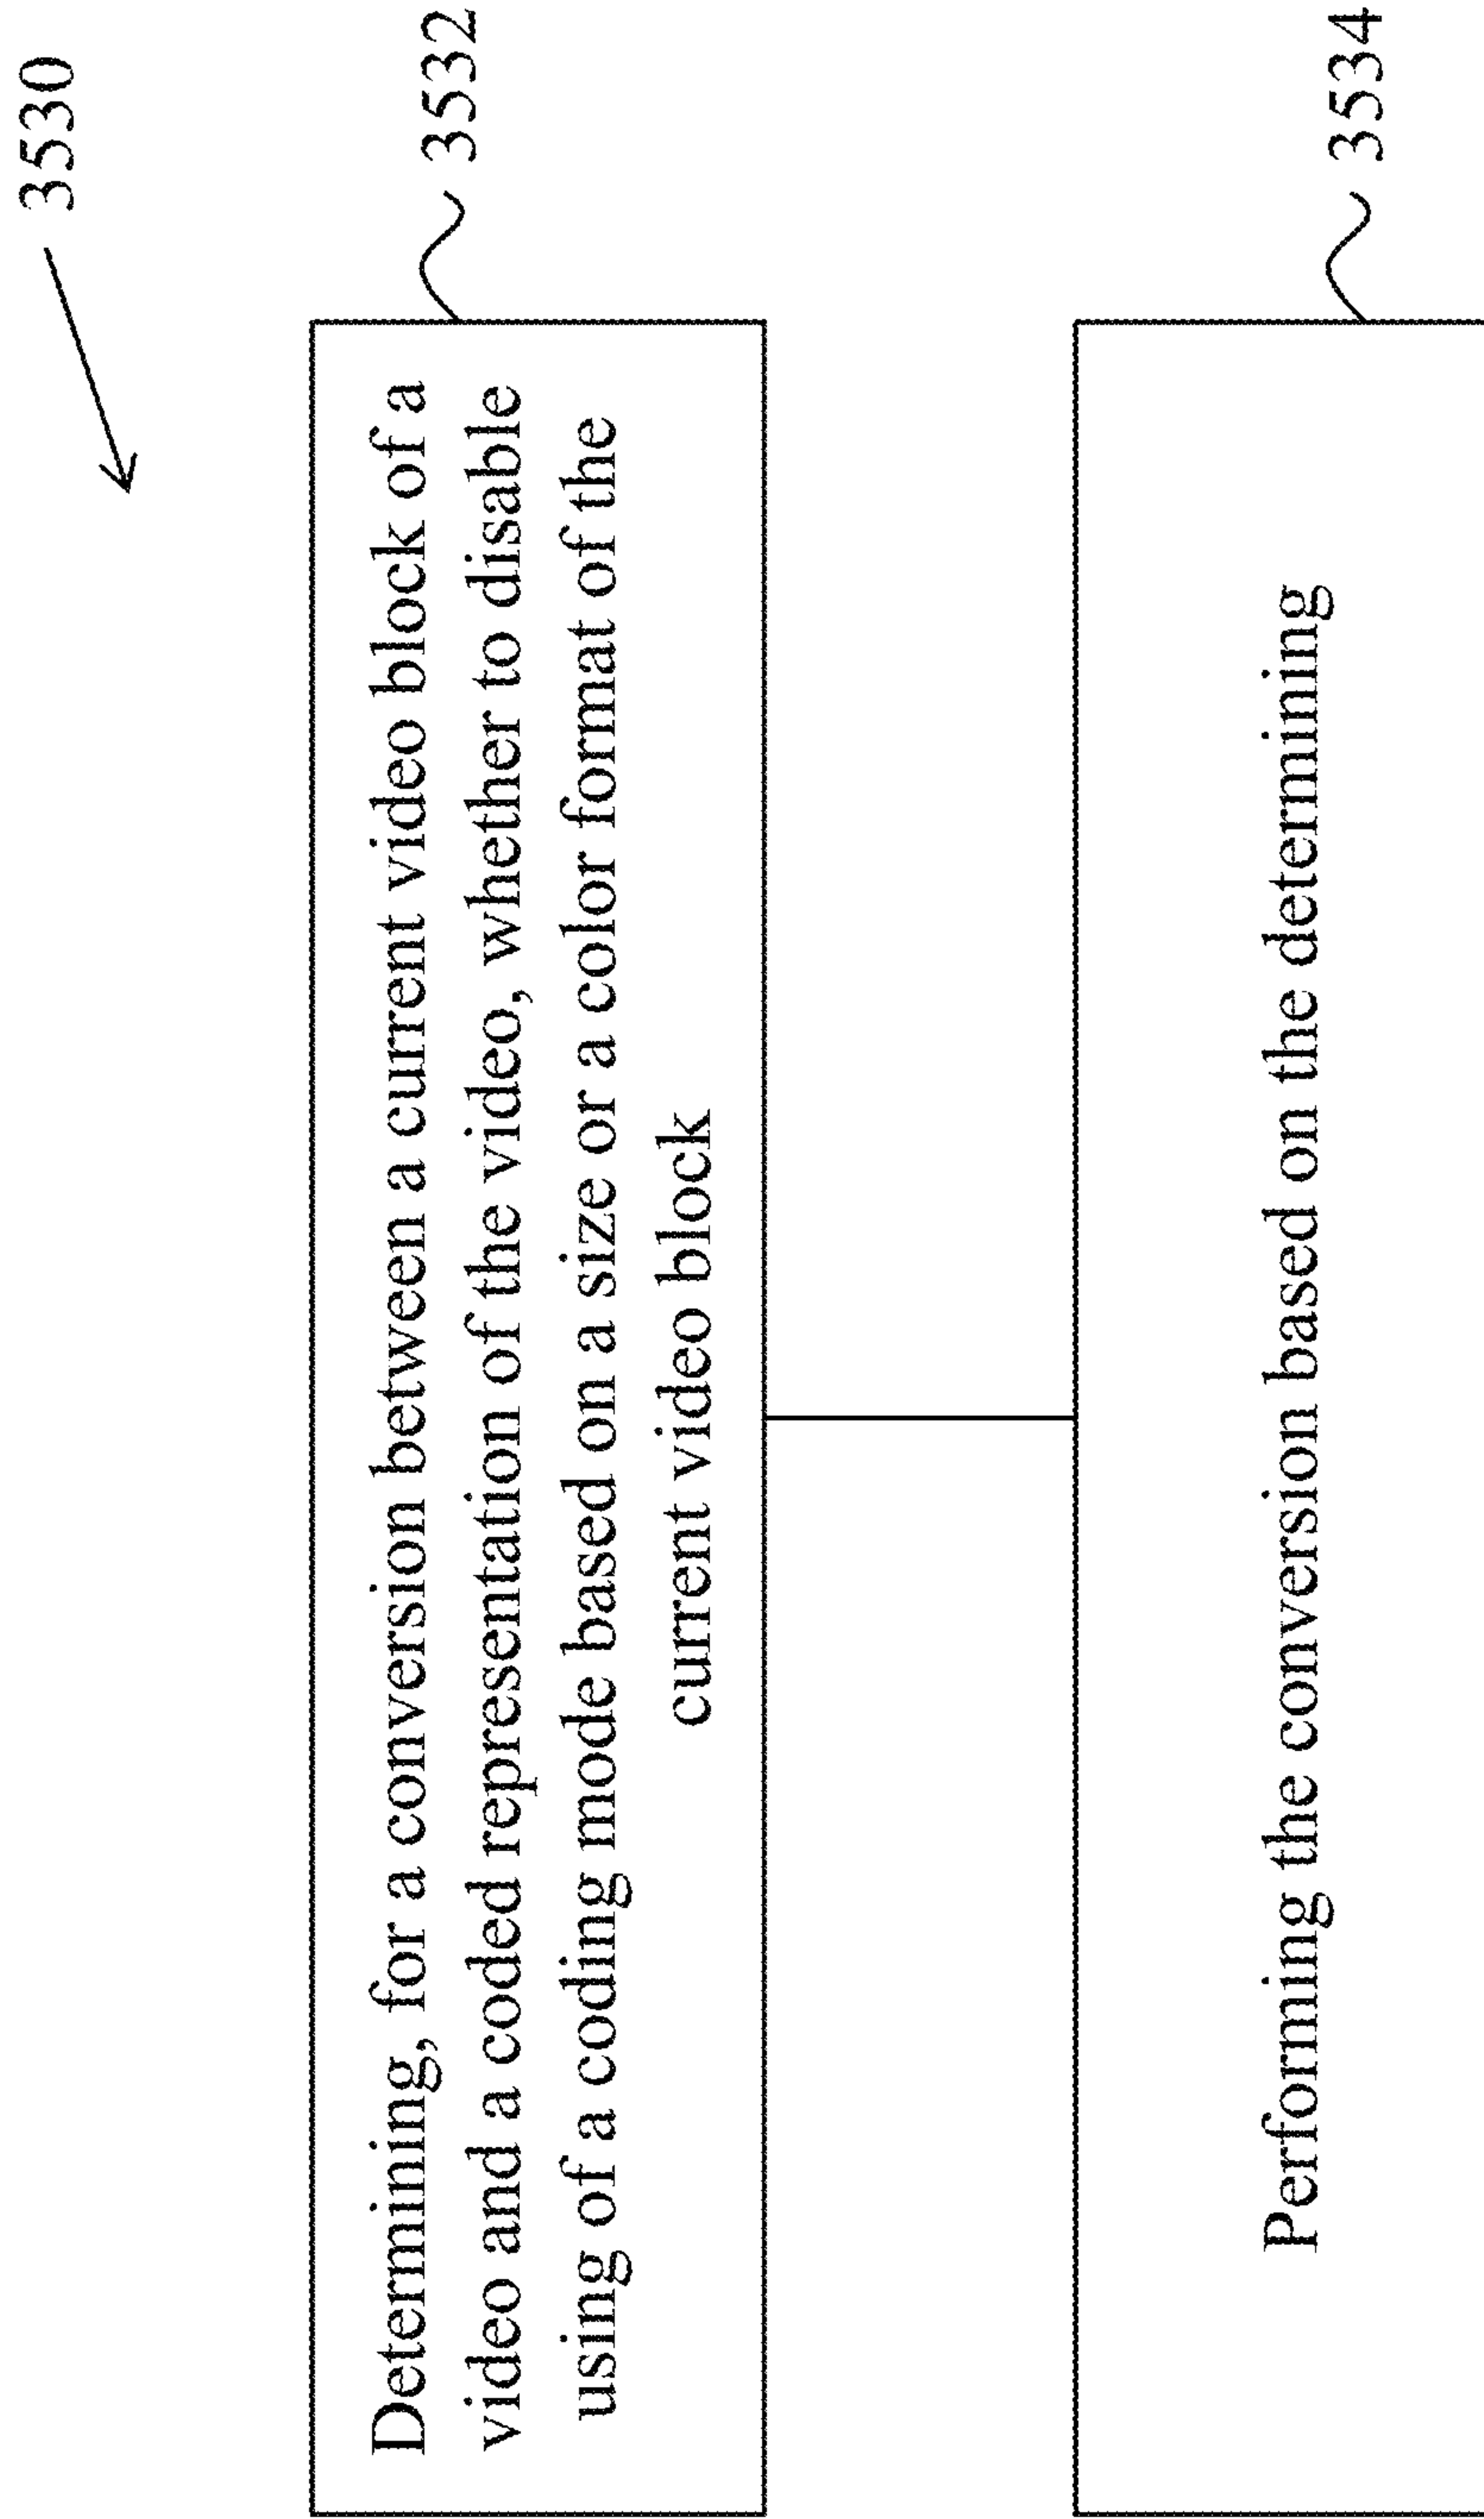 3530
Determining, for a conversion between a current video block of a
video and a coded representation of the video, whether to disable
using of a coding mode based on a size or a color format of the
current video block
3532
Performing the conversion based on the determining
3534